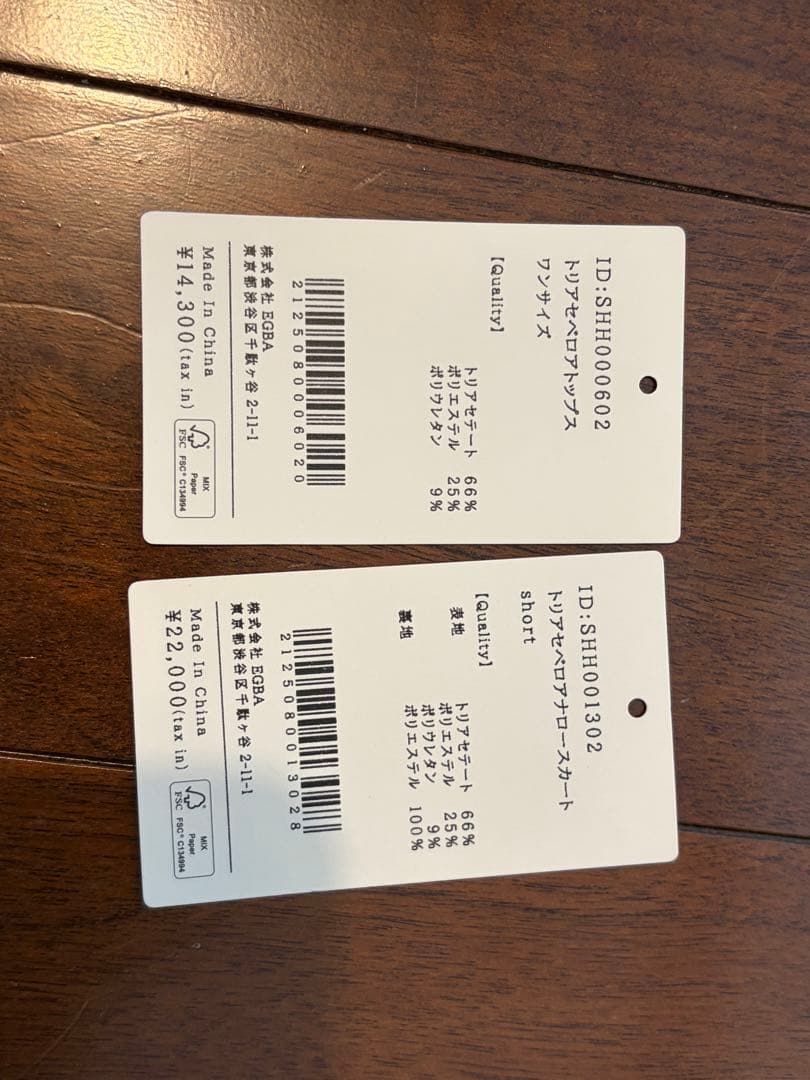 ID:SHH000602
トリアセベロアトップス
ワンサイズ
【Quality】
トリアセテート 66%
ポリエステル 25%
ポリウレタン 9%
2125080006020
株式会社 EGBA
東京都渋谷区千駄ヶ谷 2-11-1
Made In China
¥14,300(tax in)
FSC
MIX
Paper
FSC® C134994
ID:SHH001302
トリアセベロアナロースカート
short
【Quality】
表地 トリアセテート 66%
ポリエステル 25%
ポリウレタン 9%
裏地 ポリエステル 100%
2125080013028
株式会社 EGBA
東京都渋谷区千駄ヶ谷 2-11-1
Made In China
¥22,000(tax in)
FSC
MIX
Paper
FSC® C134994